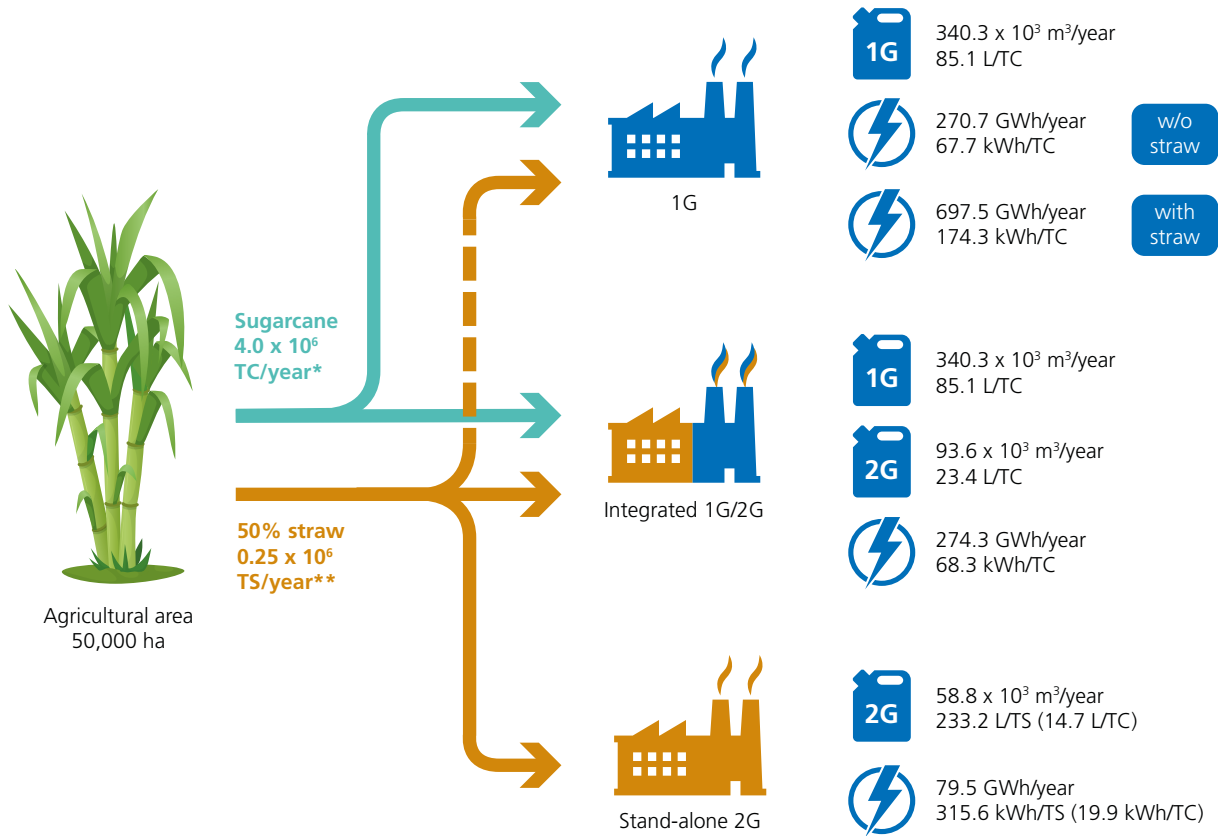 1G
340.3 x 10³ m³/year
85.1 L/TC
270.7 GWh/year
67.7 kWh/TC
w/o
straw
697.5 GWh/year
174.3 kWh/TC
with
straw
1G
Sugarcane
4.0 x 10⁶
TC/year*
1G
340.3 x 10³ m³/year
85.1 L/TC
2G
93.6 x 10³ m³/year
23.4 L/TC
Integrated 1G/2G
274.3 GWh/year
68.3 kWh/TC
50% straw
0.25 x 10⁶
TS/year**
Agricultural area
50,000 ha
2G
58.8 x 10³ m³/year
233.2 L/TS (14.7 L/TC)
79.5 GWh/year
315.6 kWh/TS (19.9 kWh/TC)
Stand-alone 2G